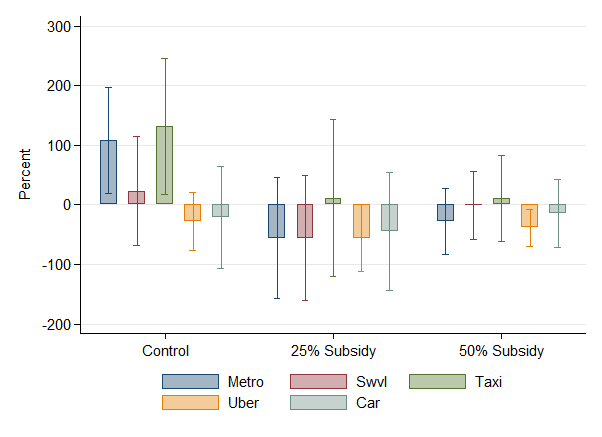 300
200
100
0
-100
-200
Percent
Control 25% Subsidy 50% Subsidy
Metro Swvl Taxi
Uber Car